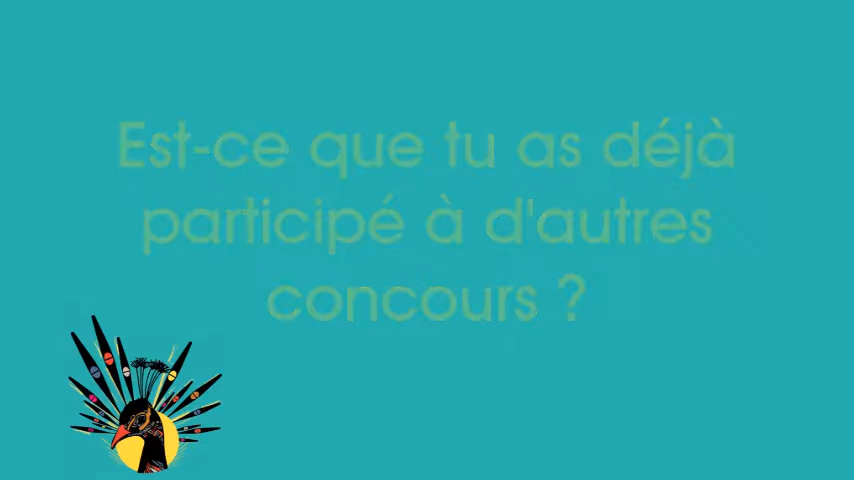 Est-ce que tu as déjà
participé à d'autres
concours ?